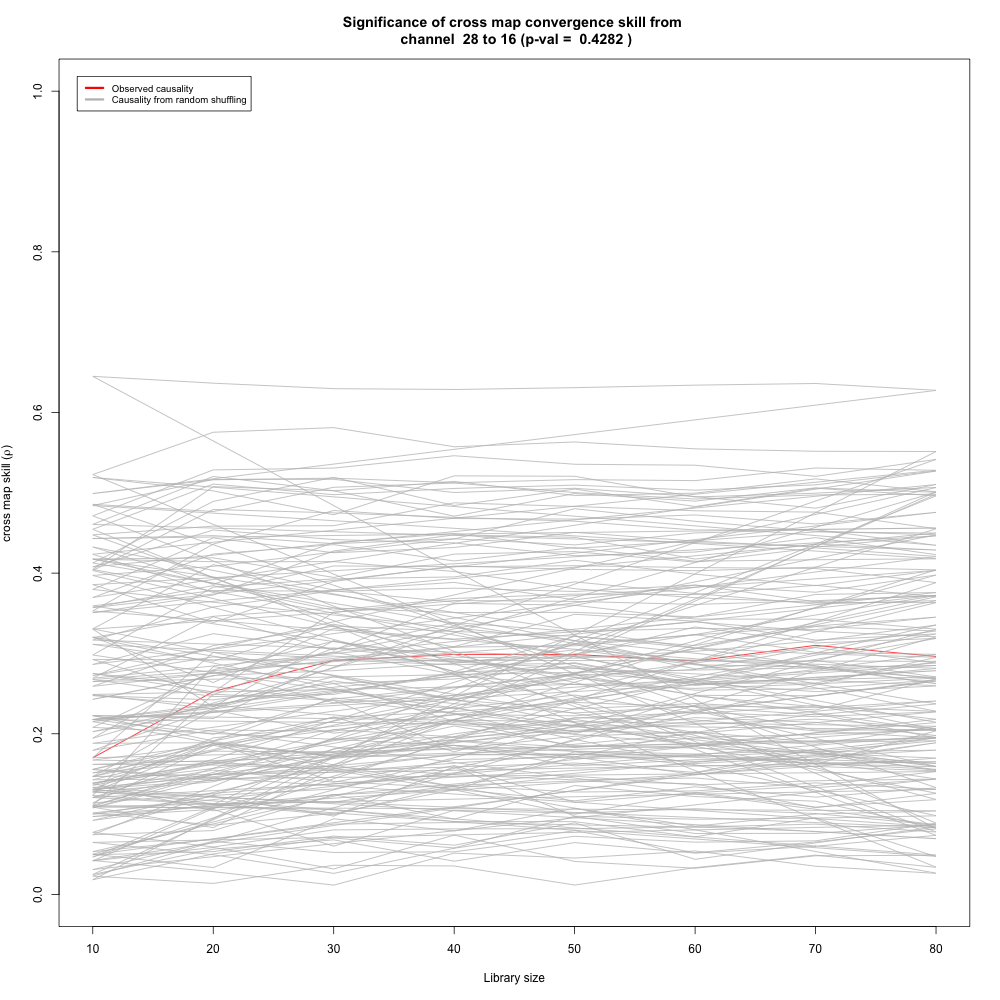 Significance of cross map convergence skill from
channel  28 to 16 (p-val =  0.4282 )
Observed causality
Causality from random shuffling
1.0
0.8
0.6
0.4
0.2
0.0
cross map skill (ρ)
10 20 30 40 50 60 70 80
Library size